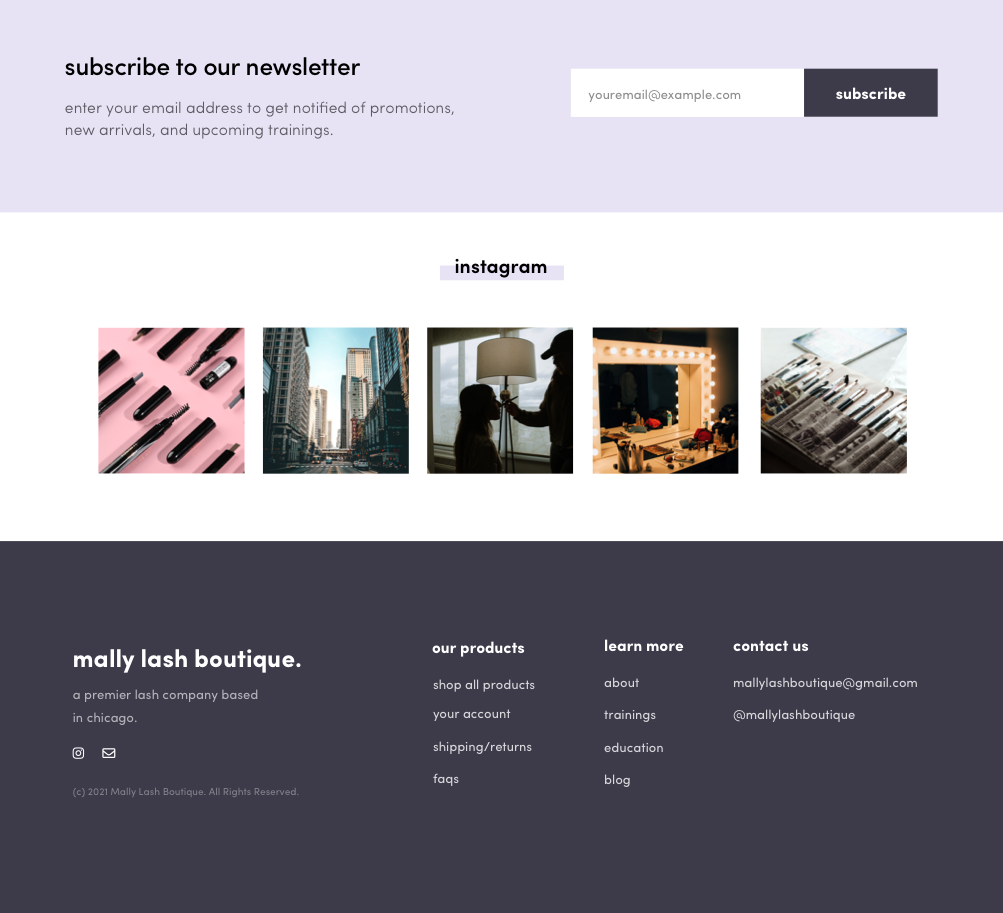 subscribe to our newsletter
enter your email address to get notified of promotions,
new arrivals, and upcoming trainings.
youremail@example.com
subscribe
instagram
mally lash boutique.
a premier lash company based
in chicago.
(c) 2021 Mally Lash Boutique. All Rights Reserved.
our products
shop all products
your account
shipping/returns
faqs
learn more
about
trainings
education
blog
contact us
mallylashboutique@gmail.com
@mallylashboutique